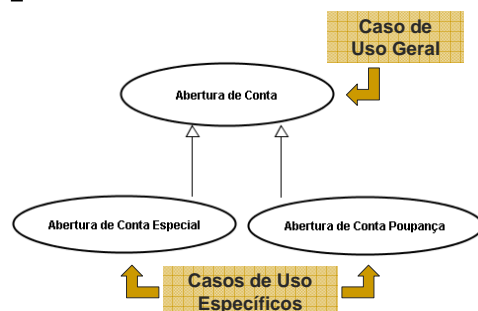 Caso de
Uso Geral
Abertura de Conta
Abertura de Conta Especial
Abertura de Conta Poupança
Casos de Uso
Específicos